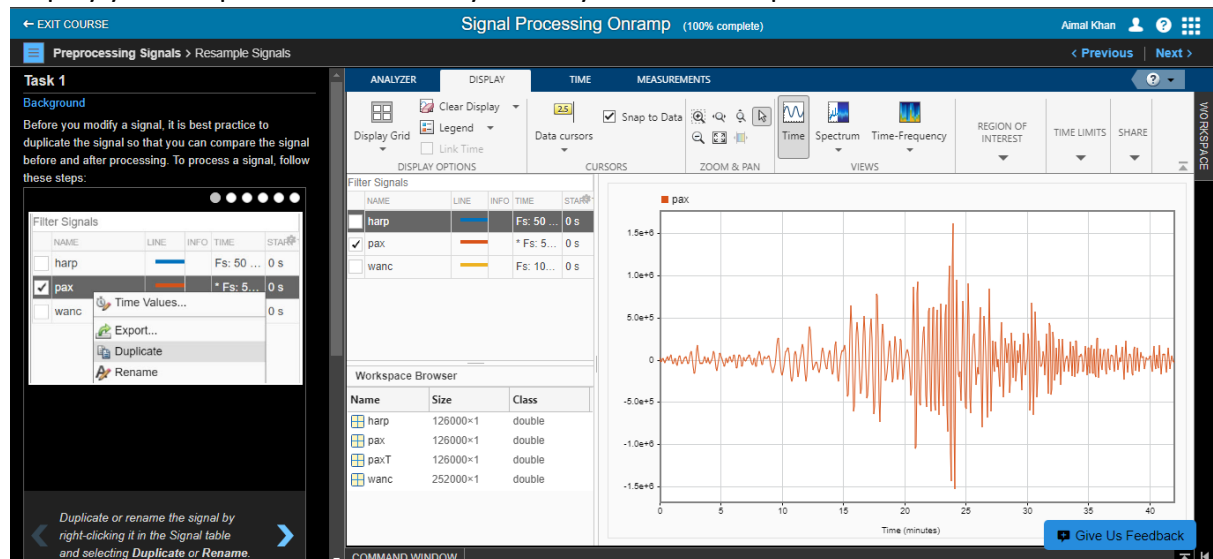 ← EXIT COURSE
Signal Processing Onramp (100% complete)
Aimal Khan
Preprocessing Signals > Resample Signals
< Previous | Next >
Task 1
Background
Before you modify a signal, it is best practice to
duplicate the signal so that you can compare the signal
before and after processing. To process a signal, follow
these steps:
Filter Signals
NAME LINE INFO TIME STAR
harp Fs: 50 ... 0 s
pax * Fs: 5... 0 s
wanc 0 s
Time Values...
Export...
Duplicate
Rename
Duplicate or rename the signal by
right-clicking it in the Signal table
and selecting Duplicate or Rename.
ANALYZER DISPLAY TIME MEASUREMENTS
Display Grid
Clear Display
Legend
Link Time
DISPLAY OPTIONS
2.5
Data cursors
Snap to Data
CURSORS
ZOOM & PAN
Time Spectrum Time-Frequency
VIEWS
REGION OF
INTEREST
TIME LIMITS
SHARE
WORKSPACE
Filter Signals
NAME LINE INFO TIME STAR
harp Fs: 50 ... 0 s
pax * Fs: 5... 0 s
wanc Fs: 10... 0 s
Workspace Browser
Name Size Class
harp 126000×1 double
pax 126000×1 double
paxT 126000×1 double
wanc 252000×1 double
pax
1.5e+6
1.0e+6
5.0e+5
0
-5.0e+5
-1.0e+6
-1.5e+6
0 5 10 15 20 25 30 35 40
Time (minutes)
Give Us Feedback
COMMAND WINDOW